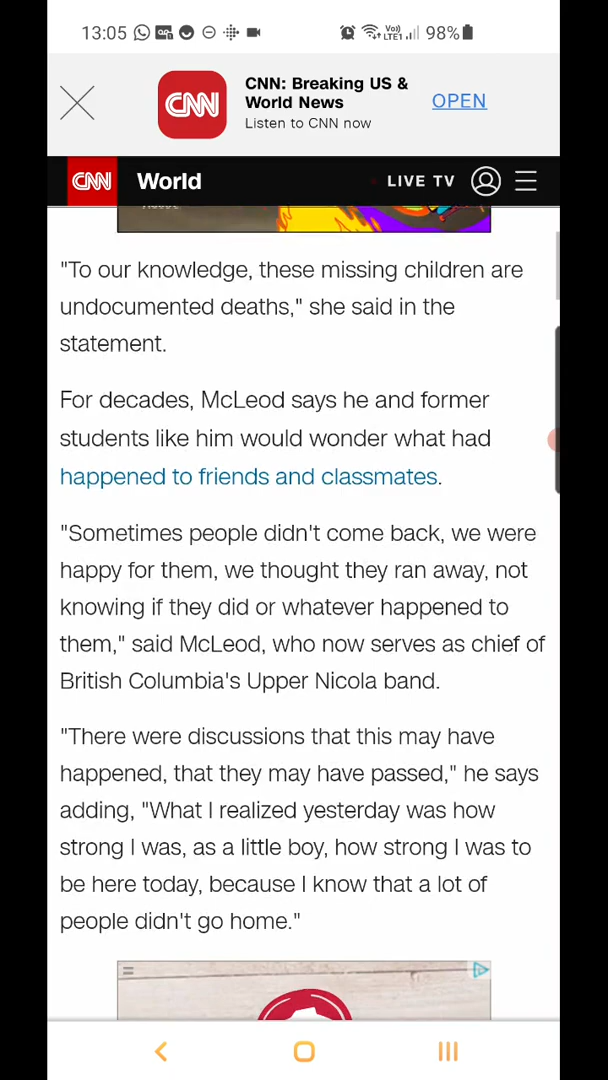 13:05 98%
CNN
CNN: Breaking US &
World News
Listen to CNN now
OPEN
CNN World LIVE TV
"To our knowledge, these missing children are
undocumented deaths," she said in the
statement.
For decades, McLeod says he and former
students like him would wonder what had
happened to friends and classmates.
"Sometimes people didn't come back, we were
happy for them, we thought they ran away, not
knowing if they did or whatever happened to
them," said McLeod, who now serves as chief of
British Columbia's Upper Nicola band.
"There were discussions that this may have
happened, that they may have passed," he says
adding, "What I realized yesterday was how
strong I was, as a little boy, how strong I was to
be here today, because I know that a lot of
people didn't go home."